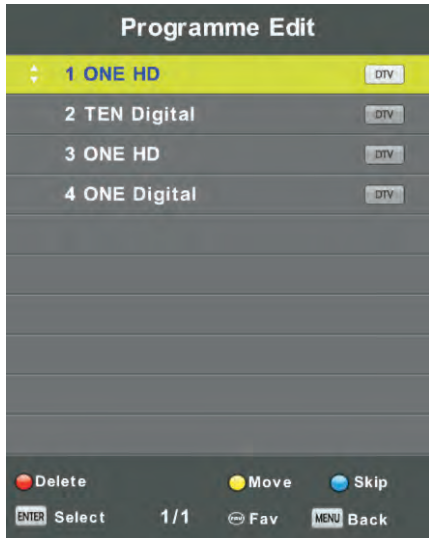 Programme Edit
1 ONE HD DTV
2 TEN Digital DTV
3 ONE HD DTV
4 ONE Digital DTV
Delete Move Skip
ENTER Select 1/1 FAV Fav MENU Back